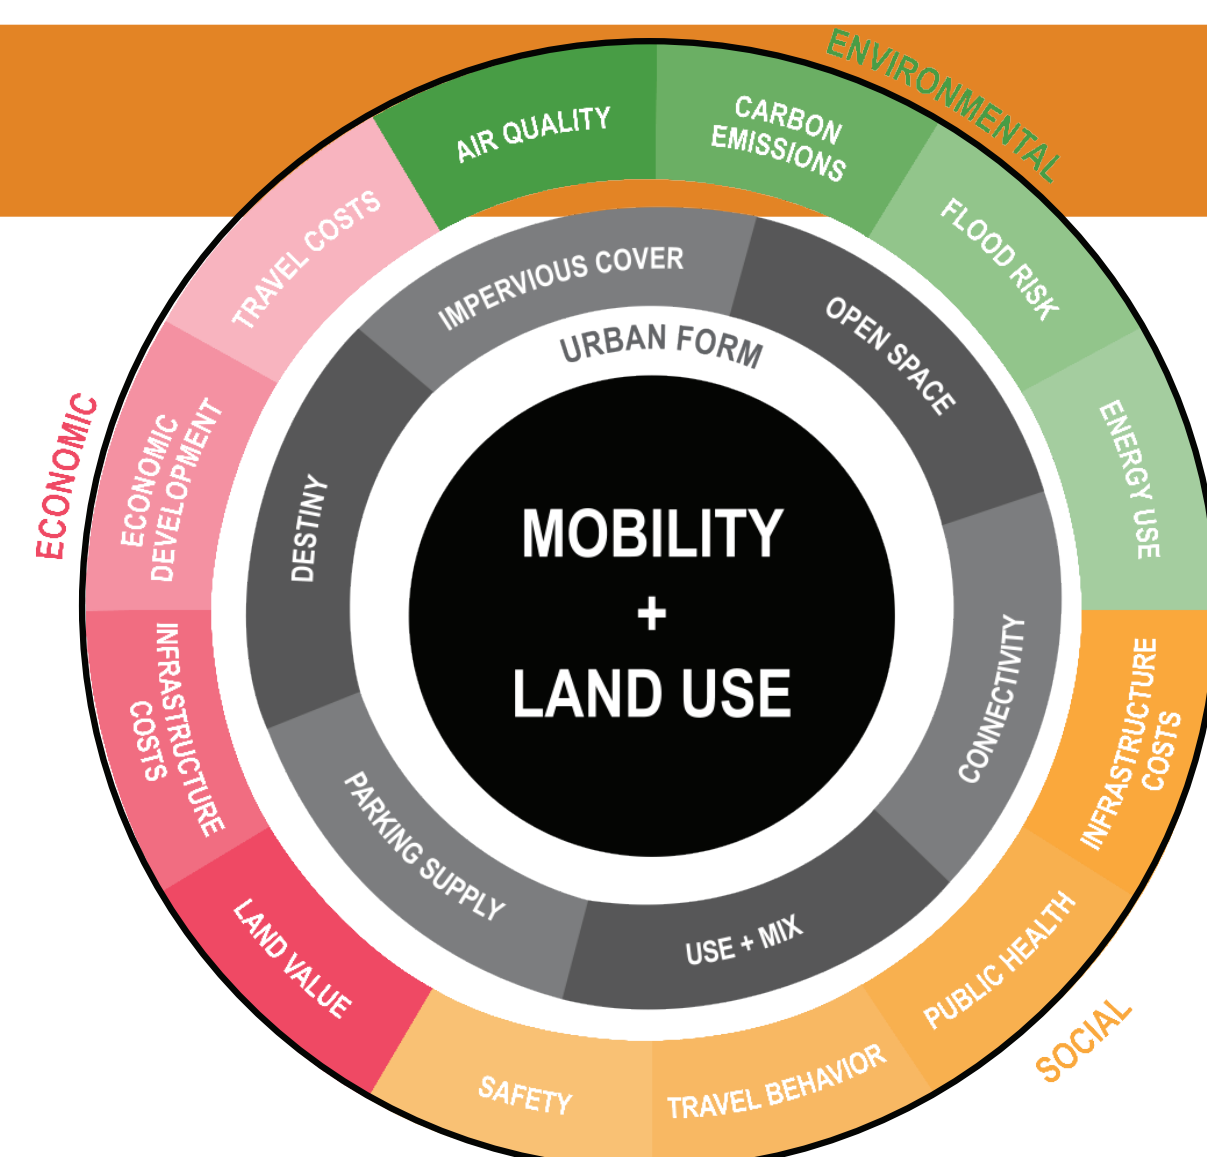 ENVIRONMENTAL
AIR QUALITY
CARBON
EMISSIONS
FLOOD RISK
ENERGY USE
INFRASTRUCTURE
COSTS
PUBLIC HEALTH
SOCIAL
TRAVEL BEHAVIOR
SAFETY
LAND VALUE
INFRASTRUCTURE
COSTS
ECONOMIC
ECONOMIC
DEVELOPMENT
TRAVEL COSTS
IMPERVIOUS COVER
OPEN SPACE
CONNECTIVITY
USE + MIX
PARKING SUPPLY
DESTINY
URBAN FORM
MOBILITY
+
LAND USE